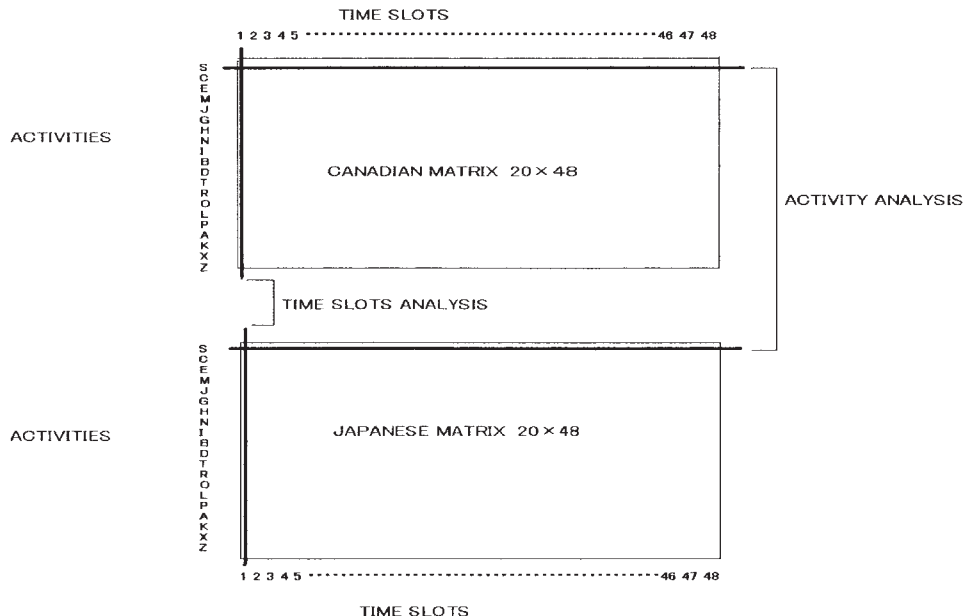 TIME SLOTS
1 2 3 4 5 46 47 48
S
C
E
M
J
G
H
N
I
B
D
T
R
O
L
P
A
K
X
Z
ACTIVITIES
CANADIAN MATRIX 20×48
ACTIVITY ANALYSIS
TIME SLOTS ANALYSIS
S
C
E
M
J
G
H
N
I
B
D
T
R
O
L
P
A
K
X
Z
ACTIVITIES
JAPANESE MATRIX 20×48
1 2 3 4 5 46 47 48
TIME SLOTS